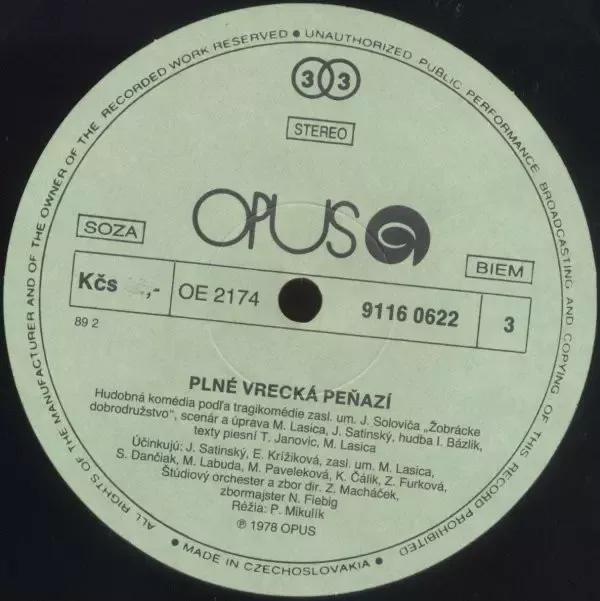 ALL RIGHTS OF THE MANUFACTURER AND OF THE OWNER OF THE RECORDED WORK RESERVED • UNAUTHORIZED PUBLIC PERFORMANCE BROADCASTING AND COPYING OF THIS RECORD PROHIBITED
33
STEREO
OPUS
SOZA
BIEM
Kčs ,-
OE 2174
9116 0622
3
89 2
PLNÉ VRECKÁ PEŇAZÍ
Hudobná komédia podľa tragikomédie zasl. um. J. Soloviča „Žobrácke
dobrodružstvo“, scenár a úprava M. Lasica, J. Satinský, hudba I. Bázlik,
texty piesní T. Janovic, M. Lasica
Účinkujú: J. Satinský, E. Krížiková, zasl. um. M. Lasica,
S. Dančiak, M. Labuda, M. Paveleková, K. Čálik, Z. Furková,
Štúdiový orchester a zbor dir. Z. Macháček,
zbormajster N. Fiebig
Réžia: P. Mikulík
℗ 1978 OPUS
• MADE IN CZECHOSLOVAKIA •